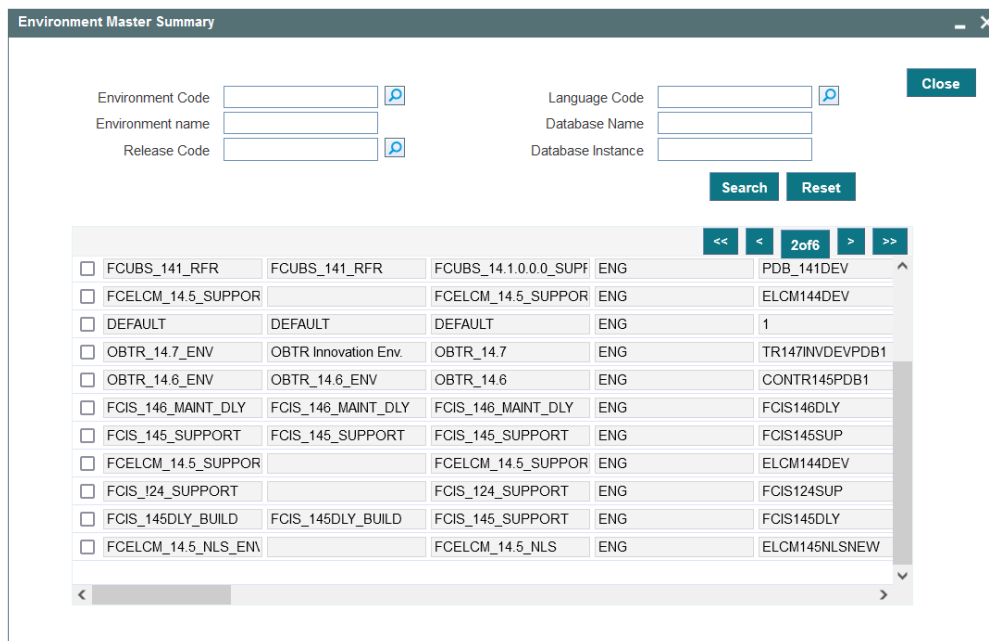 Environment Master Summary
Close
Environment Code Language Code
Environment name Database Name
Release Code Database Instance
Search Reset
<< < 2of6 > >>
FCUBS_141_RFR FCUBS_141_RFR FCUBS_14.1.0.0.0_SUPF ENG PDB_141DEV
FCELCM_14.5_SUPPOR FCELCM_14.5_SUPPOR ENG ELCM144DEV
DEFAULT DEFAULT DEFAULT ENG 1
OBTR_14.7_ENV OBTR Innovation Env. OBTR_14.7 ENG TR147INVDEVPDB1
OBTR_14.6_ENV OBTR_14.6_ENV OBTR_14.6 ENG CONTR145PDB1
FCIS_146_MAINT_DLY FCIS_146_MAINT_DLY FCIS_146_MAINT_DLY ENG FCIS146DLY
FCIS_145_SUPPORT FCIS_145_SUPPORT FCIS_145_SUPPORT ENG FCIS145SUP
FCELCM_14.5_SUPPOR FCELCM_14.5_SUPPOR ENG ELCM144DEV
FCIS_!24_SUPPORT FCIS_124_SUPPORT ENG FCIS124SUP
FCIS_145DLY_BUILD FCIS_145DLY_BUILD FCIS_145_SUPPORT ENG FCIS145DLY
FCELCM_14.5_NLS_EN\ FCELCM_14.5_NLS ENG ELCM145NLSNEW